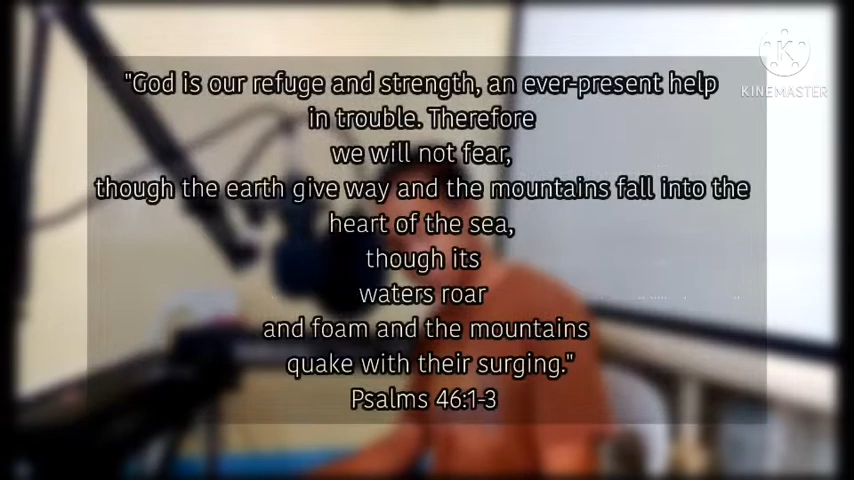 "God is our refuge and strength, an ever-present help
in trouble. Therefore
we will not fear,
though the earth give way and the mountains fall into the
heart of the sea,
though its
waters roar
and foam and the mountains
quake with their surging."
Psalms 46:1-3
KINEMASTER